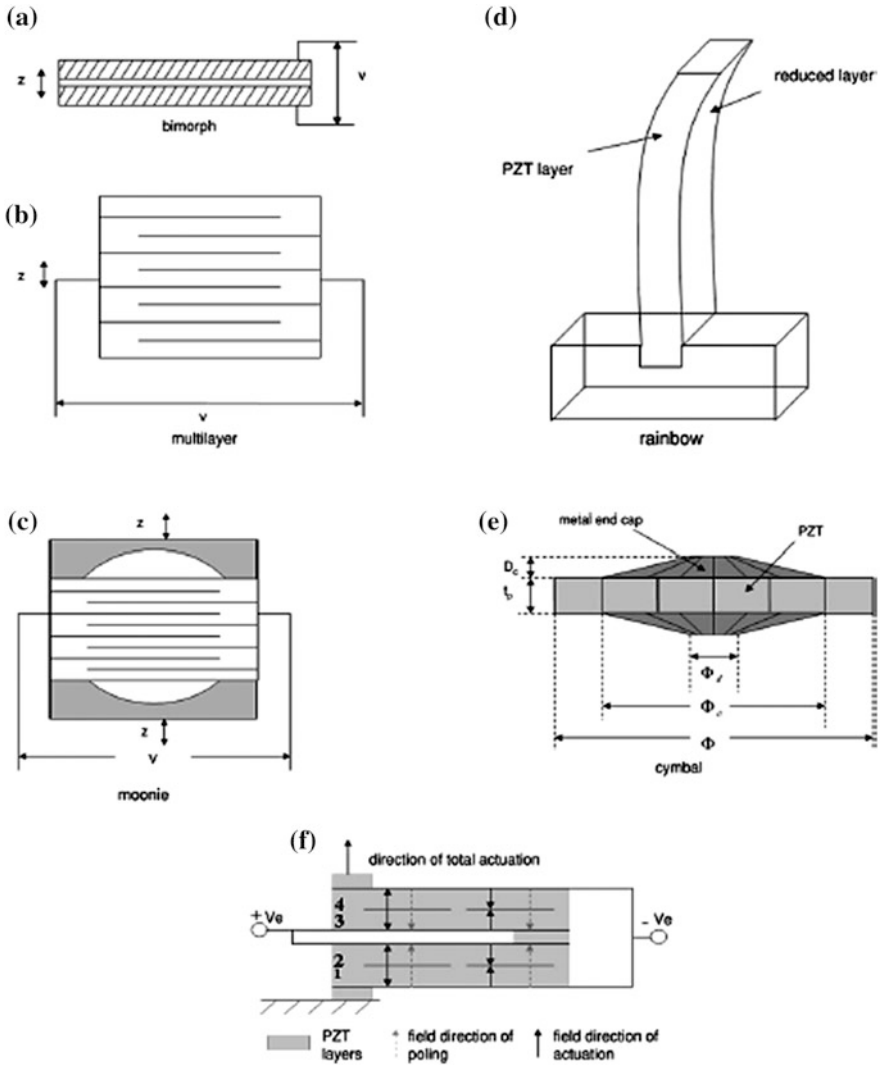 (a)
z
v
bimorph
(b)
z
v
multilayer
(c)
z
z
V
moonie
(d)
reduced layer
PZT layer
rainbow
(e)
metal end cap
PZT
D c
t p
Φ d
Φ c
Φ
cymbal
(f)
direction of total actuation
+ Ve
4
3
2
1
- Ve
PZT layers
field direction of poling
field direction of actuation